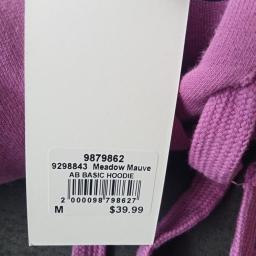 9879862
9298843 Meadow Mauve
AB BASIC HOODIE
2 000098 798627
M $39.99